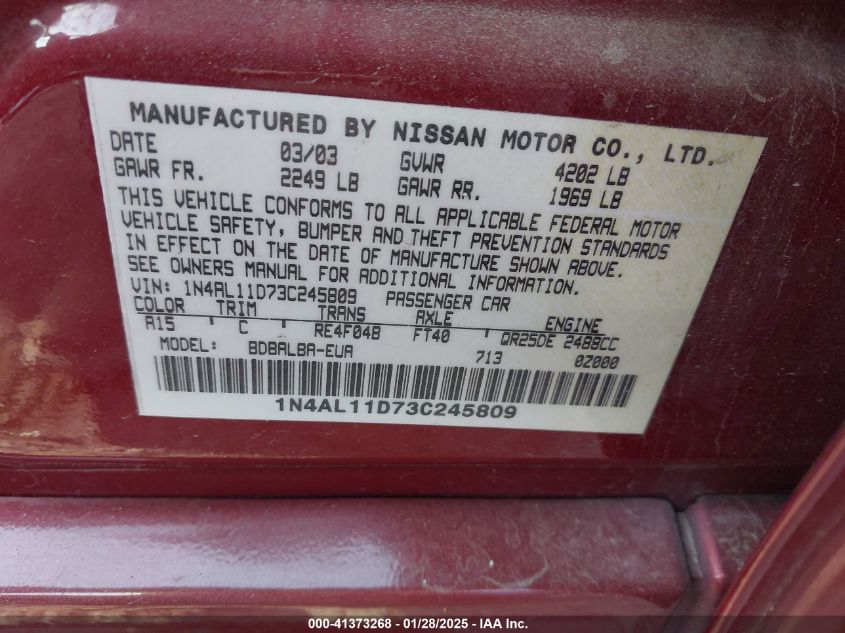 MANUFACTURED BY NISSAN MOTOR CO., LTD.
DATE 03/03 GVWR 4202 LB
GAWR FR. 2249 LB GAWR RR. 1969 LB
THIS VEHICLE CONFORMS TO ALL APPLICABLE FEDERAL MOTOR
VEHICLE SAFETY, BUMPER AND THEFT PREVENTION STANDARDS
IN EFFECT ON THE DATE OF MANUFACTURE SHOWN ABOVE.
SEE OWNERS MANUAL FOR ADDITIONAL INFORMATION.
VIN: 1N4AL11D73C245809 PASSENGER CAR
COLOR TRIM TRANS AXLE ENGINE
A15 C RE4F04B FT40 QR25DE 2488CC
MODEL: BDBALBA-EUA 713 0Z000
1N4AL11D73C245809
000-41373268 - 01/28/2025 - IAA Inc.